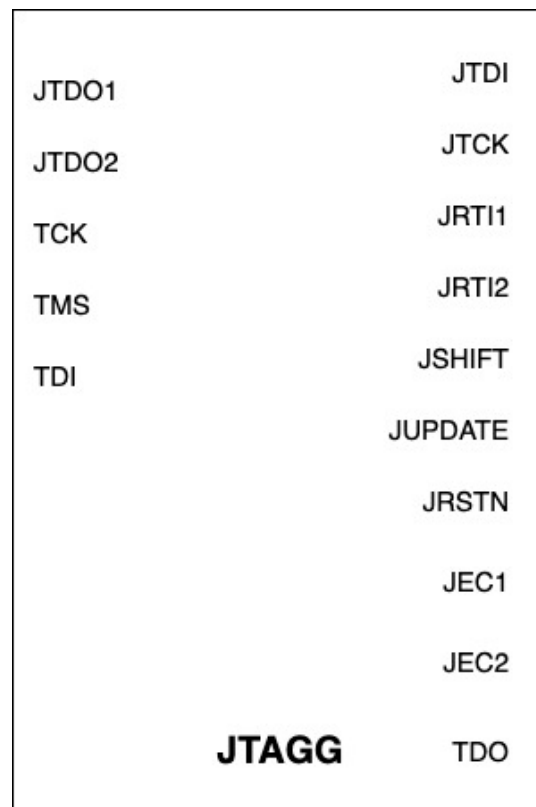 JTDO1
JTDO2
TCK
TMS
TDI
JTDI
JTCK
JRTI1
JRTI2
JSHIFT
JUPDATE
JRSTN
JEC1
JEC2
TDO
JTAGG